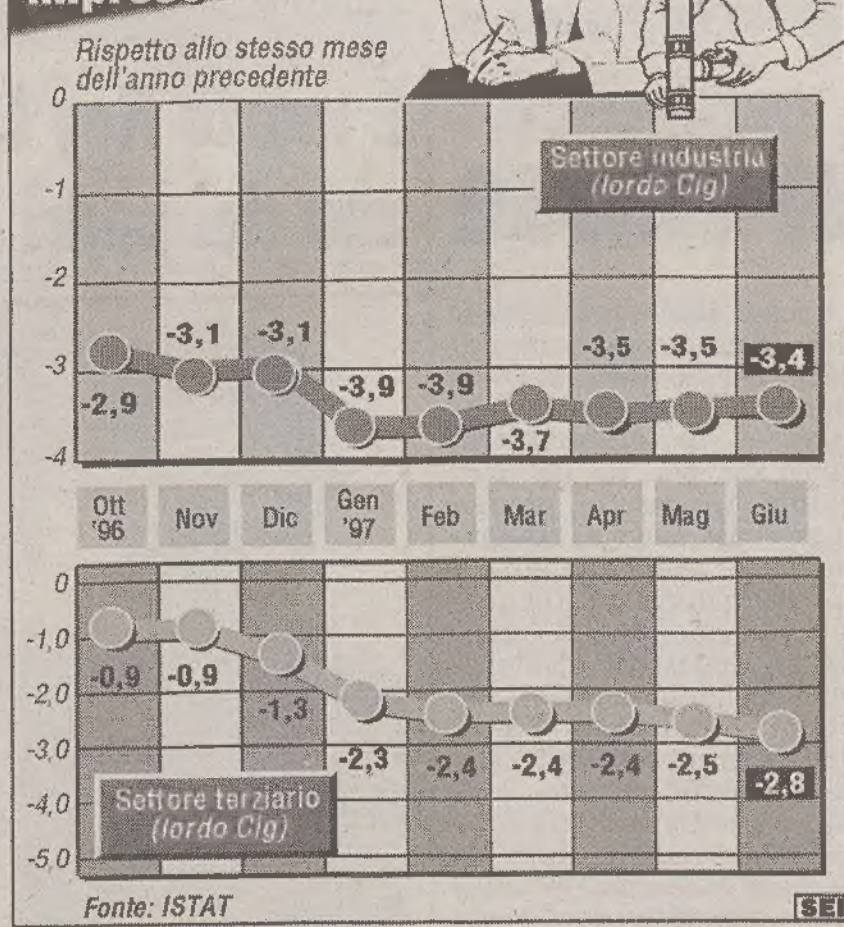 Rispetto allo stesso mese
dell'anno precedente
0
-1
-2
-3
-4
Settore industria
(lordo Cig)
-2,9
-3,1
-3,1
-3,9
-3,9
-3,7
-3,5
-3,5
-3,4
Ott '96
Nov
Dic
Gen '97
Feb
Mar
Apr
Mag
Giu
0
-1,0
-2,0
-3,0
-4,0
-5,0
-0,9
-0,9
-1,3
-2,3
-2,4
-2,4
-2,4
-2,5
-2,8
Settore terziario
(lordo Cig)
Fonte: ISTAT